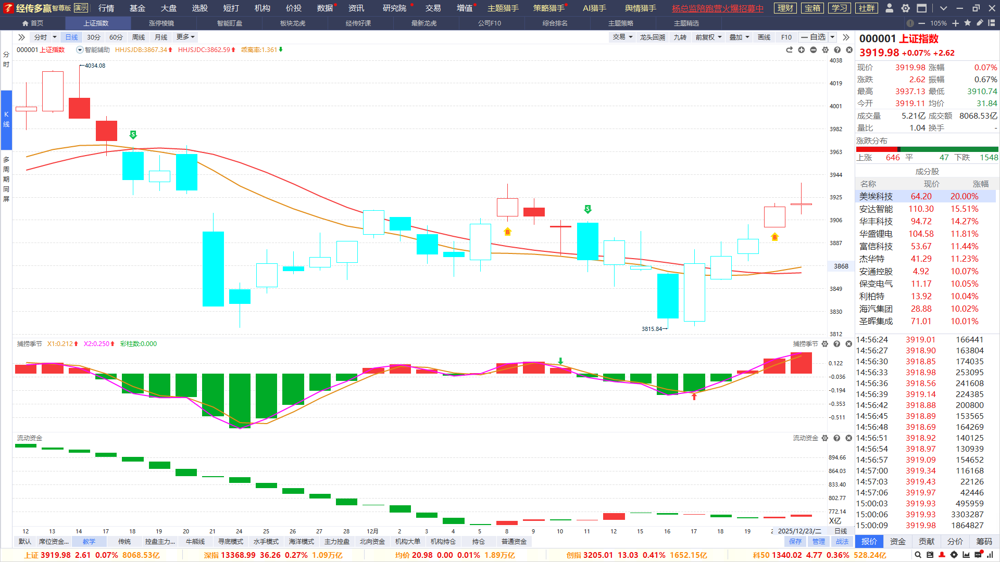 经传多赢 智尊版 演示 行情 基金 大盘 选股 短打 机构 价投 数据 资讯 研究院 交易 增值 主题猎手 策略猎手 AI猎手 舆情猎手 杨总监陪跑营火爆招募中 理财 宝箱 学习 社群
首页 上证指数 涨停棱镜 智能盯盘 板块龙虎 经传好课 最新龙虎 公司F10 综合排名 主题策略 主题精选 105%
分时 日线 30分 60分 周线 月线 更多 交易 龙头回溯 九转 前复权 叠加 画线 F10 自选
分时
K线
多周期同屏
000001 上证指数 智能辅助 HHJSJDB:3867.34 HHJSJDC:3862.59 乖离率:1.361
4034.08
S
B
S
B
3815.84
4038
4019
4001
3982
3963
3944
3925
3906
3887
3868
3849
3830
3812
捕捞季节 X1:0.212 X2:0.250 彩柱数:0.000 捕捞季节
0.122
-0.036
-0.194
-0.353
-0.511
流动资金 流动资金
894.66
864.03
833.40
802.77
772.14
X亿
12 13 14 17 18 19 20 21 24 25 26 27 28 12月 2 3 4 5 8 9 10 11 12 15 16 17 18 19 2025/12/23/二 日线
默认 席位资金... 教学 传统 控盘主力... 牛能线 寻底模式 水手模式 海洋模式 主力控盘 北向资金 机构大单 机构持仓 持仓 普通资金 保存 管理 战法
000001 上证指数
3919.98 +0.07% +2.62
现价 3919.98 涨幅 0.07%
涨跌 2.62 振幅 0.67%
最高 3937.13 最低 3910.74
今开 3919.11 均价 31.84
成交量 5.21亿 成交额 8068.53亿
量比 1.04 换手 -
涨跌分布
上涨 646 平 47 下跌 1548
成分股
名称 现价 涨幅
美埃科技 64.20 20.00%
安达智能 110.30 15.51%
华丰科技 94.72 14.27%
华盛锂电 104.58 11.81%
富信科技 53.67 11.44%
杰华特 41.29 11.23%
安通控股 4.92 10.07%
保变电气 11.17 10.05%
利柏特 13.92 10.04%
海汽集团 28.88 10.02%
圣晖集成 71.01 10.01%
14:56:24 3919.01 166441
14:56:27 3918.90 163804
14:56:30 3918.85 174035
14:56:33 3918.98 253095
14:56:36 3918.56 241608
14:56:39 3919.14 224385
14:56:42 3918.88 200800
14:56:45 3918.89 153565
14:56:48 3918.69 164269
14:56:51 3918.92 140125
14:56:54 3918.97 130939
14:56:57 3919.09 154652
14:57:00 3919.34 116168
14:57:03 3919.43 22126
14:57:06 3919.97 42446
15:00:03 3919.93 495959
15:00:06 3919.93 3303287
15:00:09 3919.98 1864827
报价 资金 贡献 分价 筹码
上证 3919.98 2.61 0.07% 8068.53亿 深指 13368.99 36.26 0.27% 1.09万亿 均价 20.98 0.00 0.01% 1.89万亿 创指 3205.01 13.03 0.41% 1652.15亿 科50 1340.02 4.77 0.36% 528.24亿